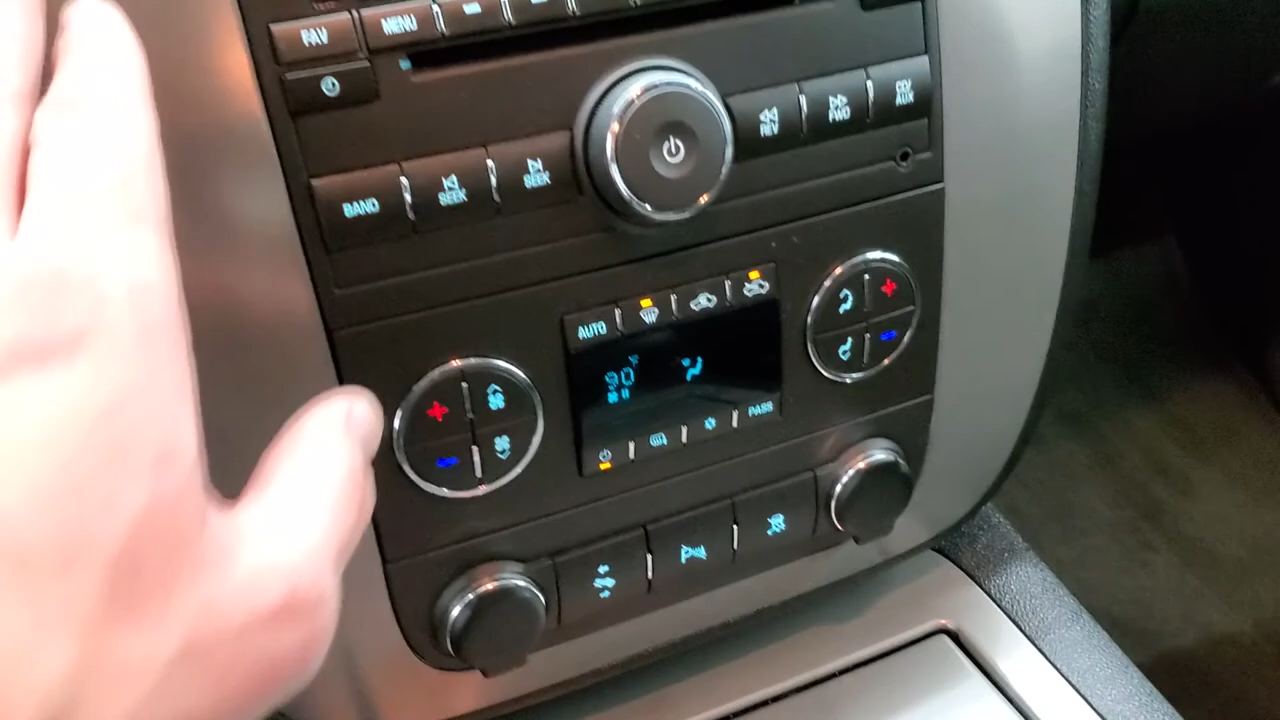 FAV
MENU
REV
FWD
CD/
AUX
BAND
SEEK
SEEK
AUTO
90°
PASS